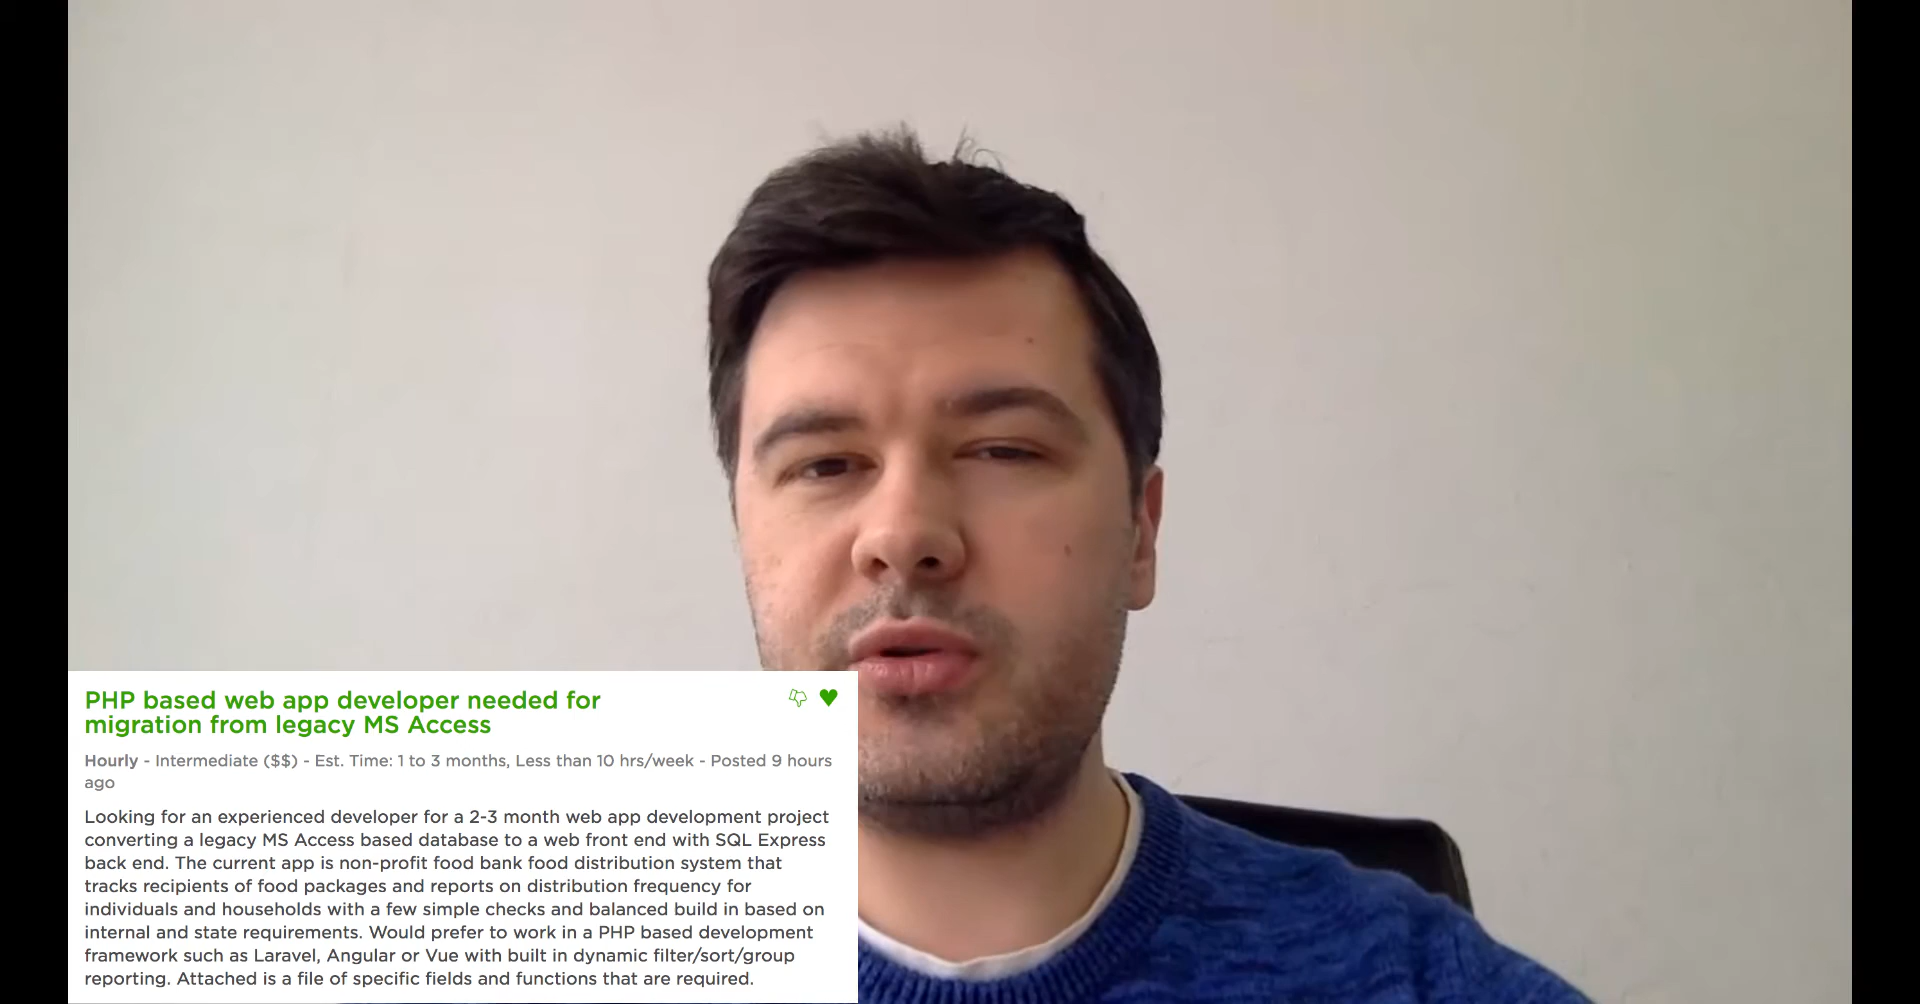 PHP based web app developer needed for
migration from legacy MS Access
Hourly - Intermediate ($$) - Est. Time: 1 to 3 months, Less than 10 hrs/week - Posted 9 hours
ago
Looking for an experienced developer for a 2-3 month web app development project
converting a legacy MS Access based database to a web front end with SQL Express
back end. The current app is non-profit food bank food distribution system that
tracks recipients of food packages and reports on distribution frequency for
individuals and households with a few simple checks and balanced build in based on
internal and state requirements. Would prefer to work in a PHP based development
framework such as Laravel, Angular or Vue with built in dynamic filter/sort/group
reporting. Attached is a file of specific fields and functions that are required.